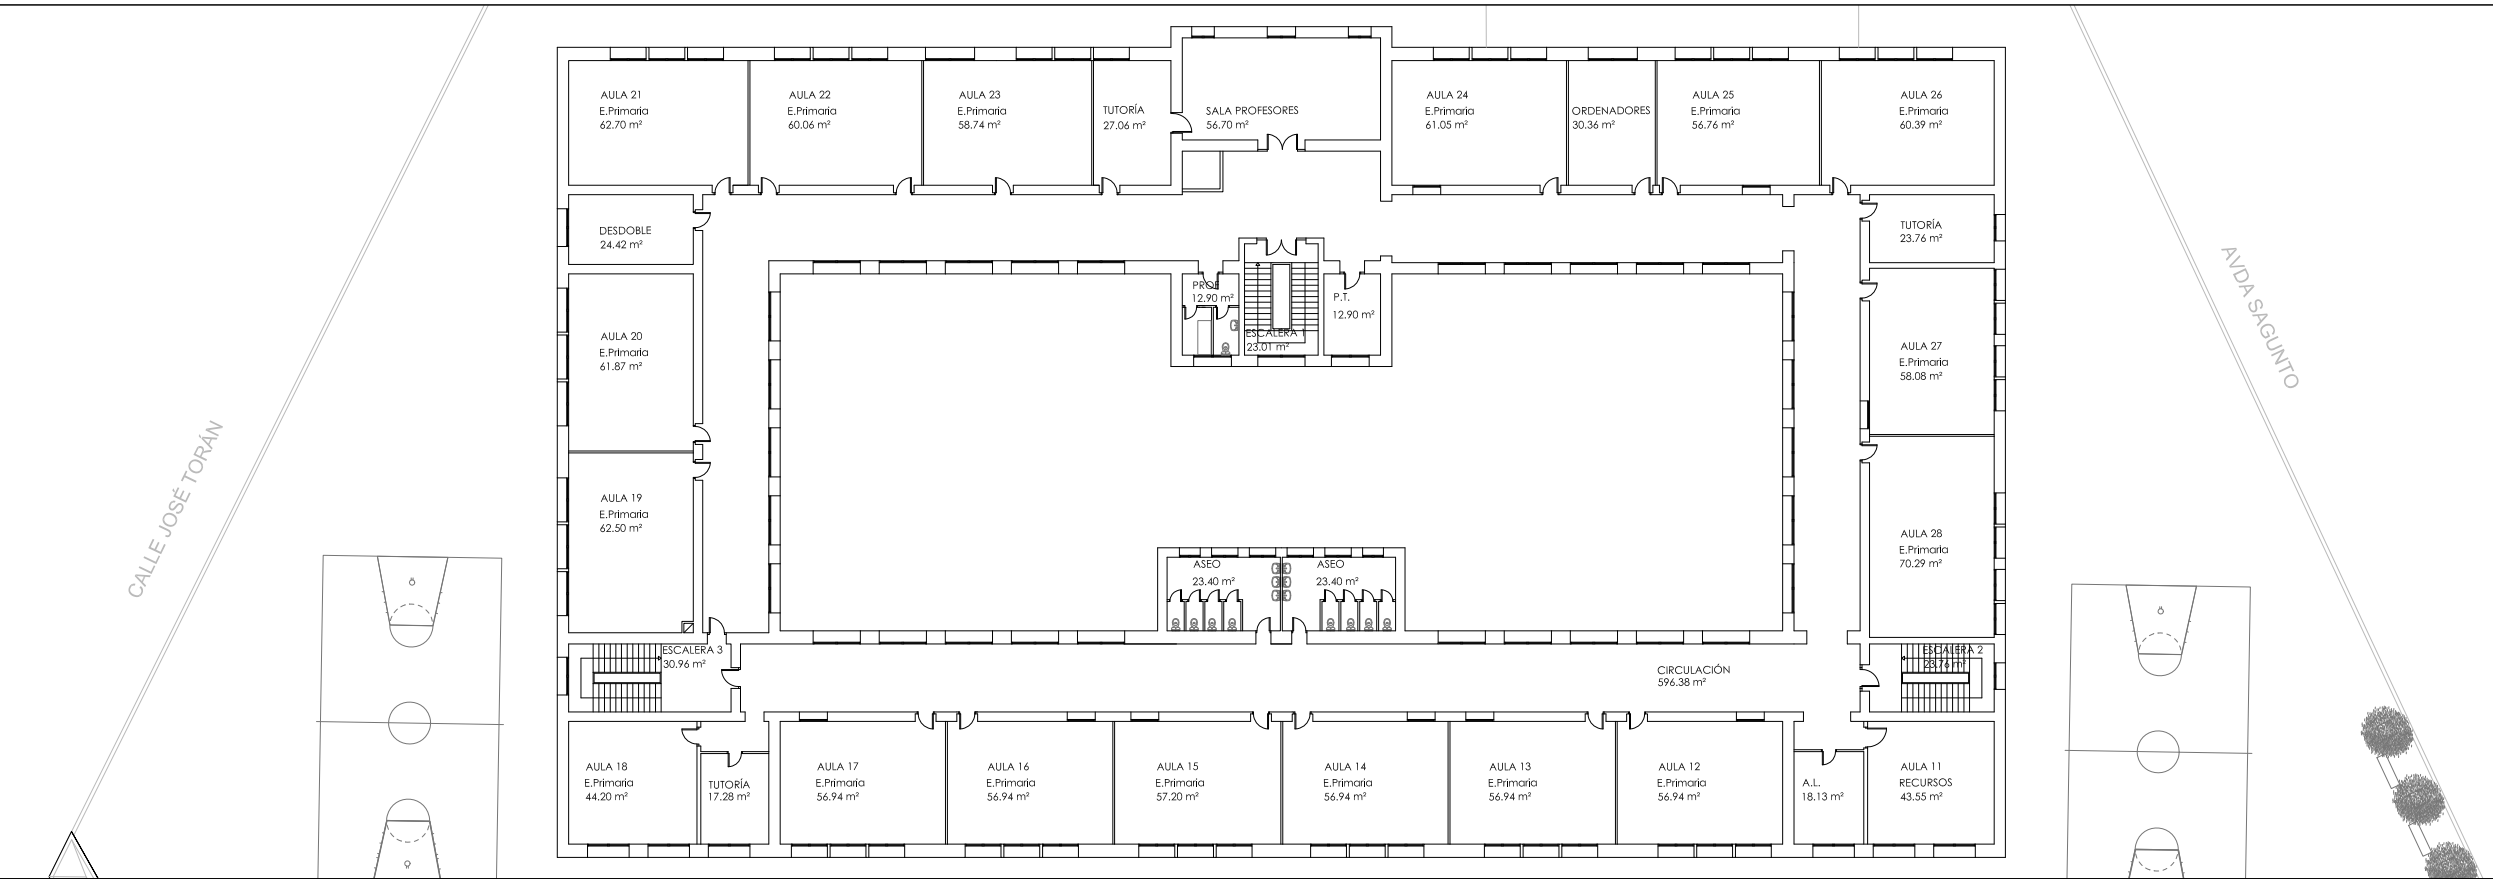 AULA 21
E.Primaria
62.70 m²
AULA 22
E.Primaria
60.06 m²
AULA 23
E.Primaria
58.74 m²
TUTORÍA
27.06 m²
SALA PROFESORES
56.70 m²
AULA 24
E.Primaria
61.05 m²
ORDENADORES
30.36 m²
AULA 25
E.Primaria
56.76 m²
AULA 26
E.Primaria
60.39 m²
DESDOBLE
24.42 m²
TUTORÍA
23.76 m²
AVDA SAGUNTO
PROF
12.90 m²
P.T.
12.90 m²
ESCALERA 1
23.01 m²
AULA 20
E.Primaria
61.87 m²
AULA 27
E.Primaria
58.08 m²
CALLE JOSÉ TORÁN
AULA 19
E.Primaria
62.50 m²
AULA 28
E.Primaria
70.29 m²
ASEO
23.40 m²
ASEO
23.40 m²
ESCALERA 3
30.96 m²
CIRCULACIÓN
596.38 m²
ESCALERA 2
23.76 m²
AULA 18
E.Primaria
44.20 m²
TUTORÍA
17.28 m²
AULA 17
E.Primaria
56.94 m²
AULA 16
E.Primaria
56.94 m²
AULA 15
E.Primaria
57.20 m²
AULA 14
E.Primaria
56.94 m²
AULA 13
E.Primaria
56.94 m²
AULA 12
E.Primaria
56.94 m²
A.L.
18.13 m²
AULA 11
RECURSOS
43.55 m²